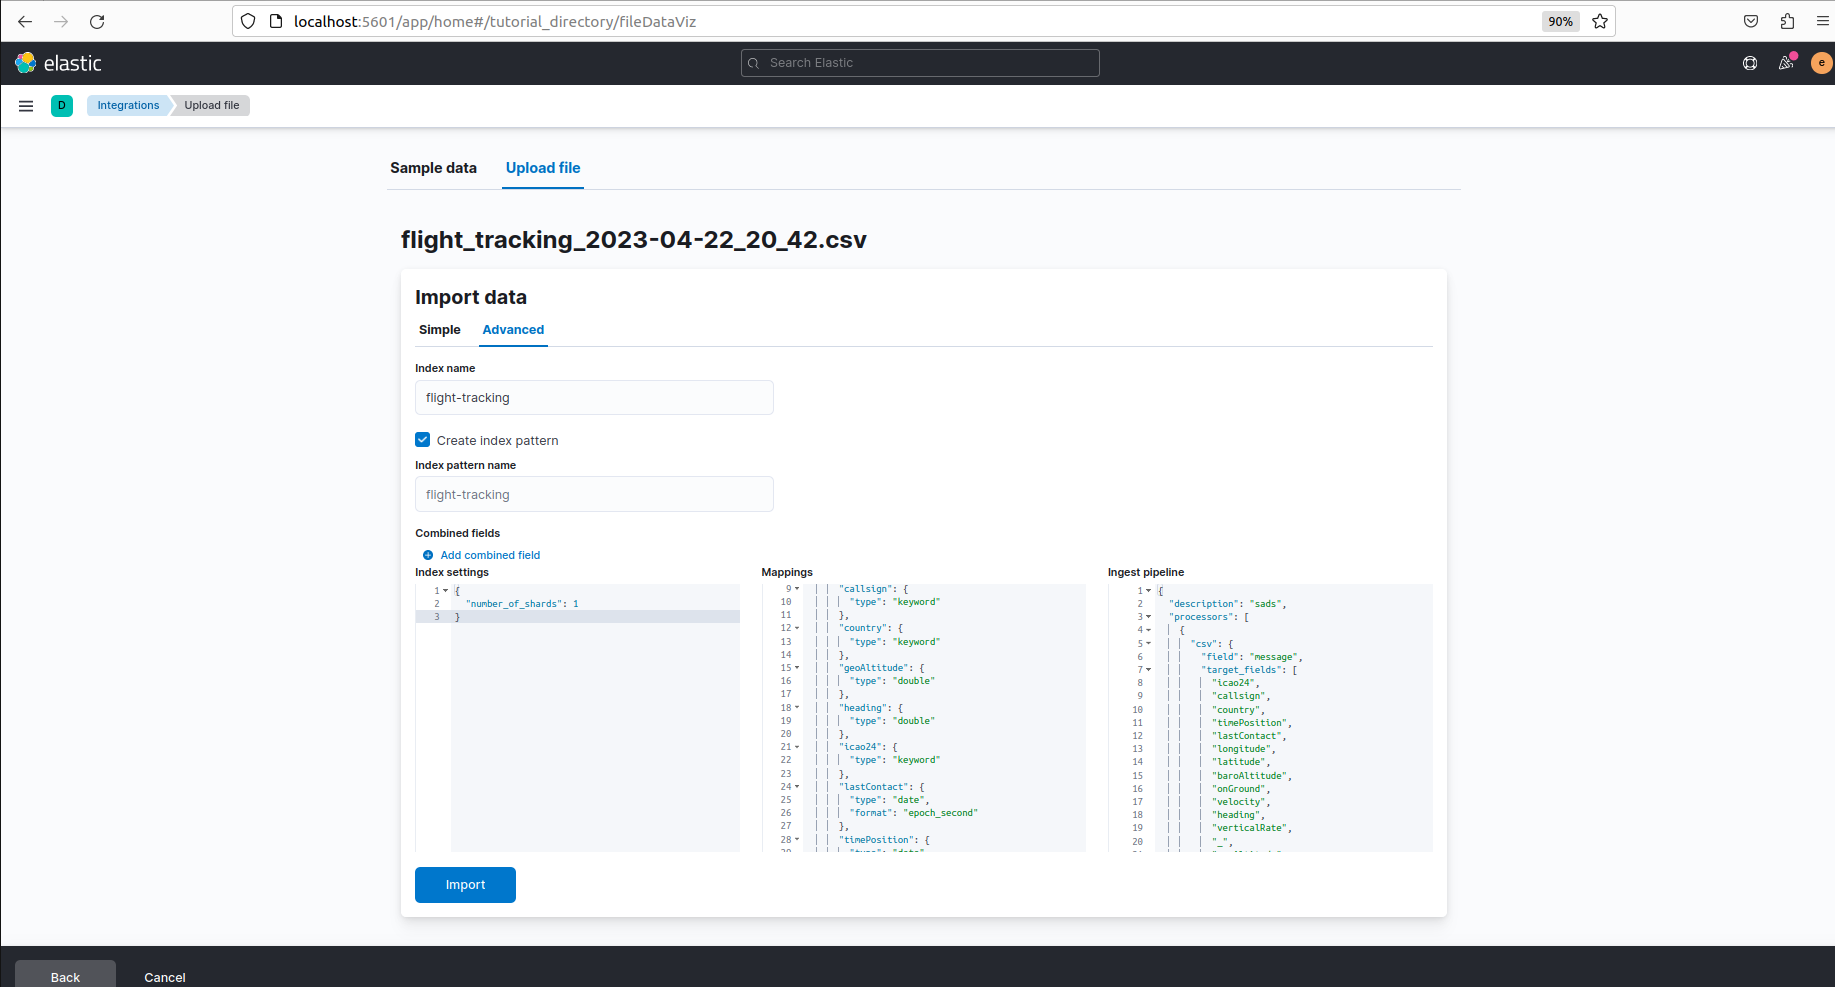 localhost:5601/app/home#/tutorial_directory/fileDataViz
90%
elastic
Search Elastic
e
D
Integrations
Upload file
Sample data
Upload file
flight_tracking_2023-04-22_20_42.csv
Import data
Simple
Advanced
Index name
flight-tracking
Create index pattern
Index pattern name
flight-tracking
Combined fields
Add combined field
Index settings
1 {
2 "number_of_shards": 1
3 }
Mappings
9 "callsign": {
10 "type": "keyword"
11 },
12 "country": {
13 "type": "keyword"
14 },
15 "geoAltitude": {
16 "type": "double"
17 },
18 "heading": {
19 "type": "double"
20 },
21 "icao24": {
22 "type": "keyword"
23 },
24 "lastContact": {
25 "type": "date",
26 "format": "epoch_second"
27 },
28 "timePosition": {
Ingest pipeline
1 {
2 "description": "sads",
3 "processors": [
4 {
5 "csv": {
6 "field": "message",
7 "target_fields": [
8 "icao24",
9 "callsign",
10 "country",
11 "timePosition",
12 "lastContact",
13 "longitude",
14 "latitude",
15 "baroAltitude",
16 "onGround",
17 "velocity",
18 "heading",
19 "verticalRate",
20 "_",
Import
Back
Cancel